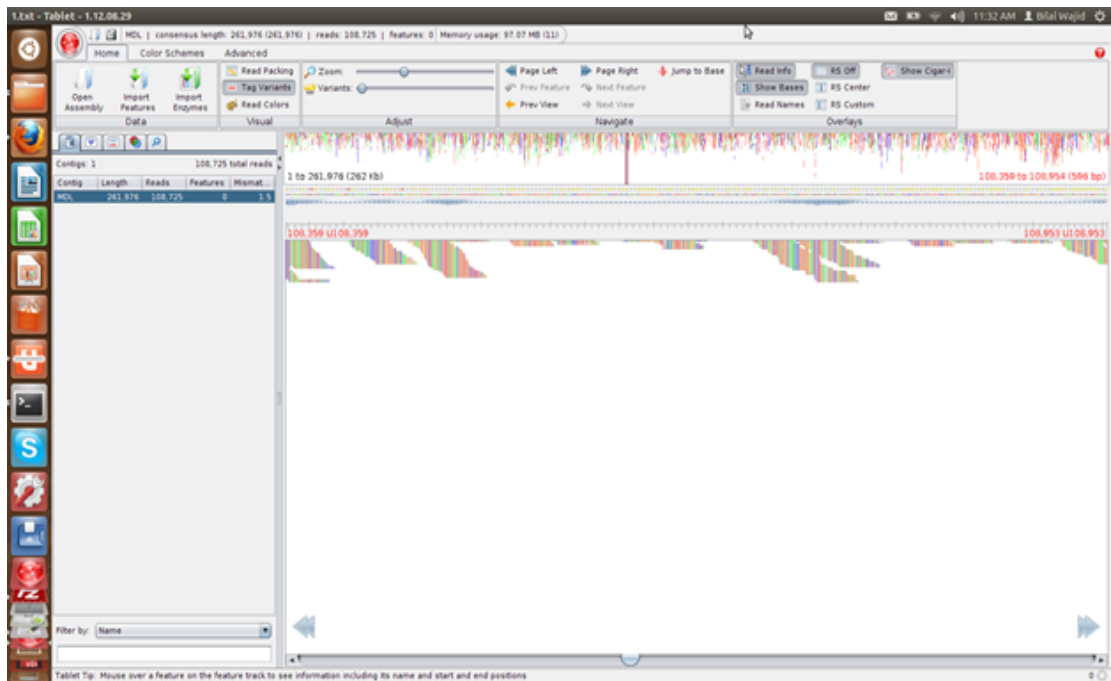 1.txt - Tablet - 1.12.08.29
11:32 AM Bilal Wajid
MDL | consensus length: 261,976 (261,976) | reads: 108,725 | features: 0 Memory usage: 97.07 MB (11)
Home Color Schemes Advanced
Open Assembly
Import Features
Import Enzymes
Data
Read Packing
Tag Variants
Read Colors
Visual
Zoom:
Variants:
Adjust
Page Left Page Right Jump to Base
Prev Feature Next Feature
Prev View Next View
Navigate
Read Info RS Off
Show Bases RS Center
Read Names RS Custom
Overlays
Contigs: 1 108,725 total reads
Contig Length Reads Features Mismat...
MDL 261,976 108,725 0 1.5
1 to 261,976 (262 Kb) 108,359 to 108,954 (596 bp)
108,359 U108,359 108,953 U108,953
Filter by: Name
Tablet Tip: Mouse over a feature on the feature track to see information including its name and start and end positions